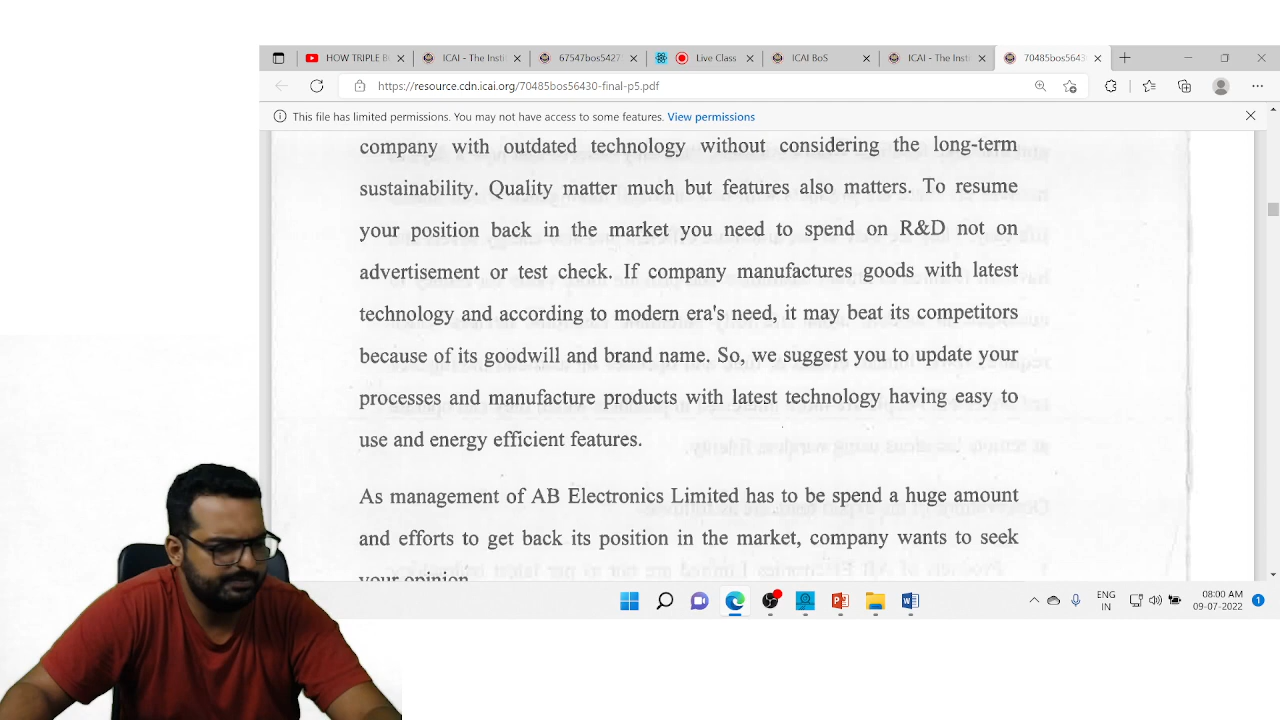 HOW TRIPLE B
ICAI - The Insti
67547bos5427
Live Class
ICAI BoS
ICAI - The Insti
70485bos5643
https://resource.cdn.icai.org/70485bos56430-final-p5.pdf
This file has limited permissions. You may not have access to some features. View permissions
company with outdated technology without considering the long-term
sustainability. Quality matter much but features also matters. To resume
your position back in the market you need to spend on R&D not on
advertisement or test check. If company manufactures goods with latest
technology and according to modern era's need, it may beat its competitors
because of its goodwill and brand name. So, we suggest you to update your
processes and manufacture products with latest technology having easy to
use and energy efficient features.
As management of AB Electronics Limited has to be spend a huge amount
and efforts to get back its position in the market, company wants to seek
your opinion
ENG
IN
08:00 AM
09-07-2022
1